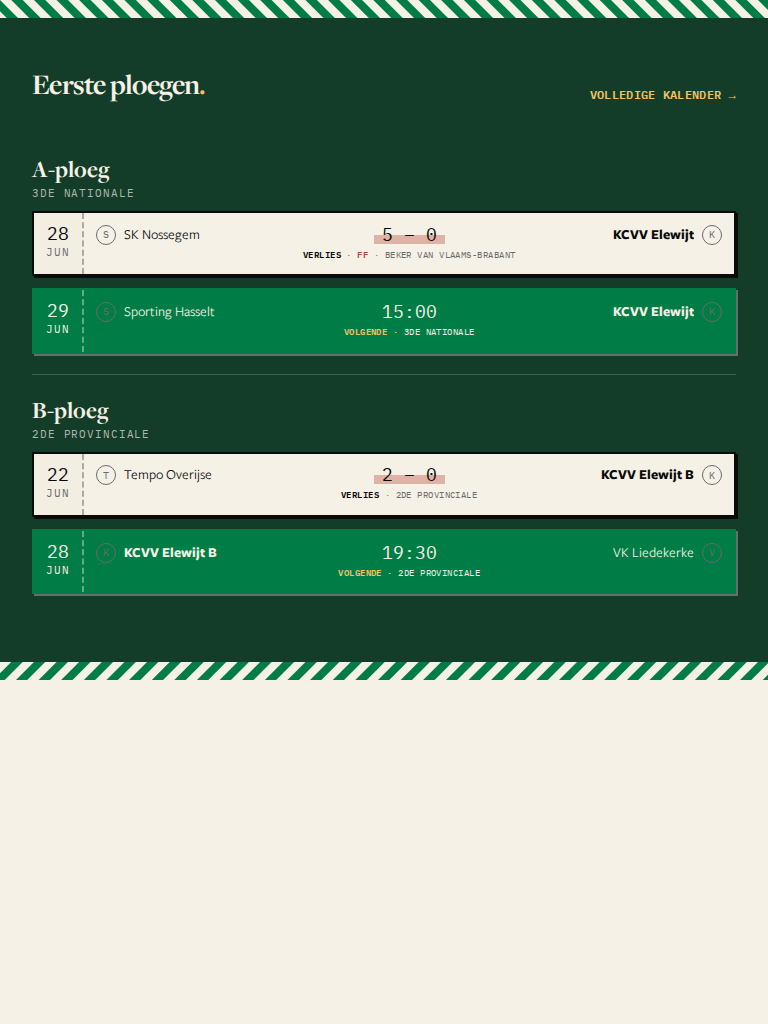 Eerste ploegen.
VOLLEDIGE KALENDER →
A-ploeg
3DE NATIONALE
28 S SK Nossegem 5 – 0 KCVV Elewijt K
JUN VERLIES · FF · BEKER VAN VLAAMS-BRABANT
29 S Sporting Hasselt 15:00 KCVV Elewijt K
JUN VOLGENDE · 3DE NATIONALE
B-ploeg
2DE PROVINCIALE
22 T Tempo Overijse 2 – 0 KCVV Elewijt B K
JUN VERLIES · 2DE PROVINCIALE
28 K KCVV Elewijt B 19:30 VK Liedekerke V
JUN VOLGENDE · 2DE PROVINCIALE